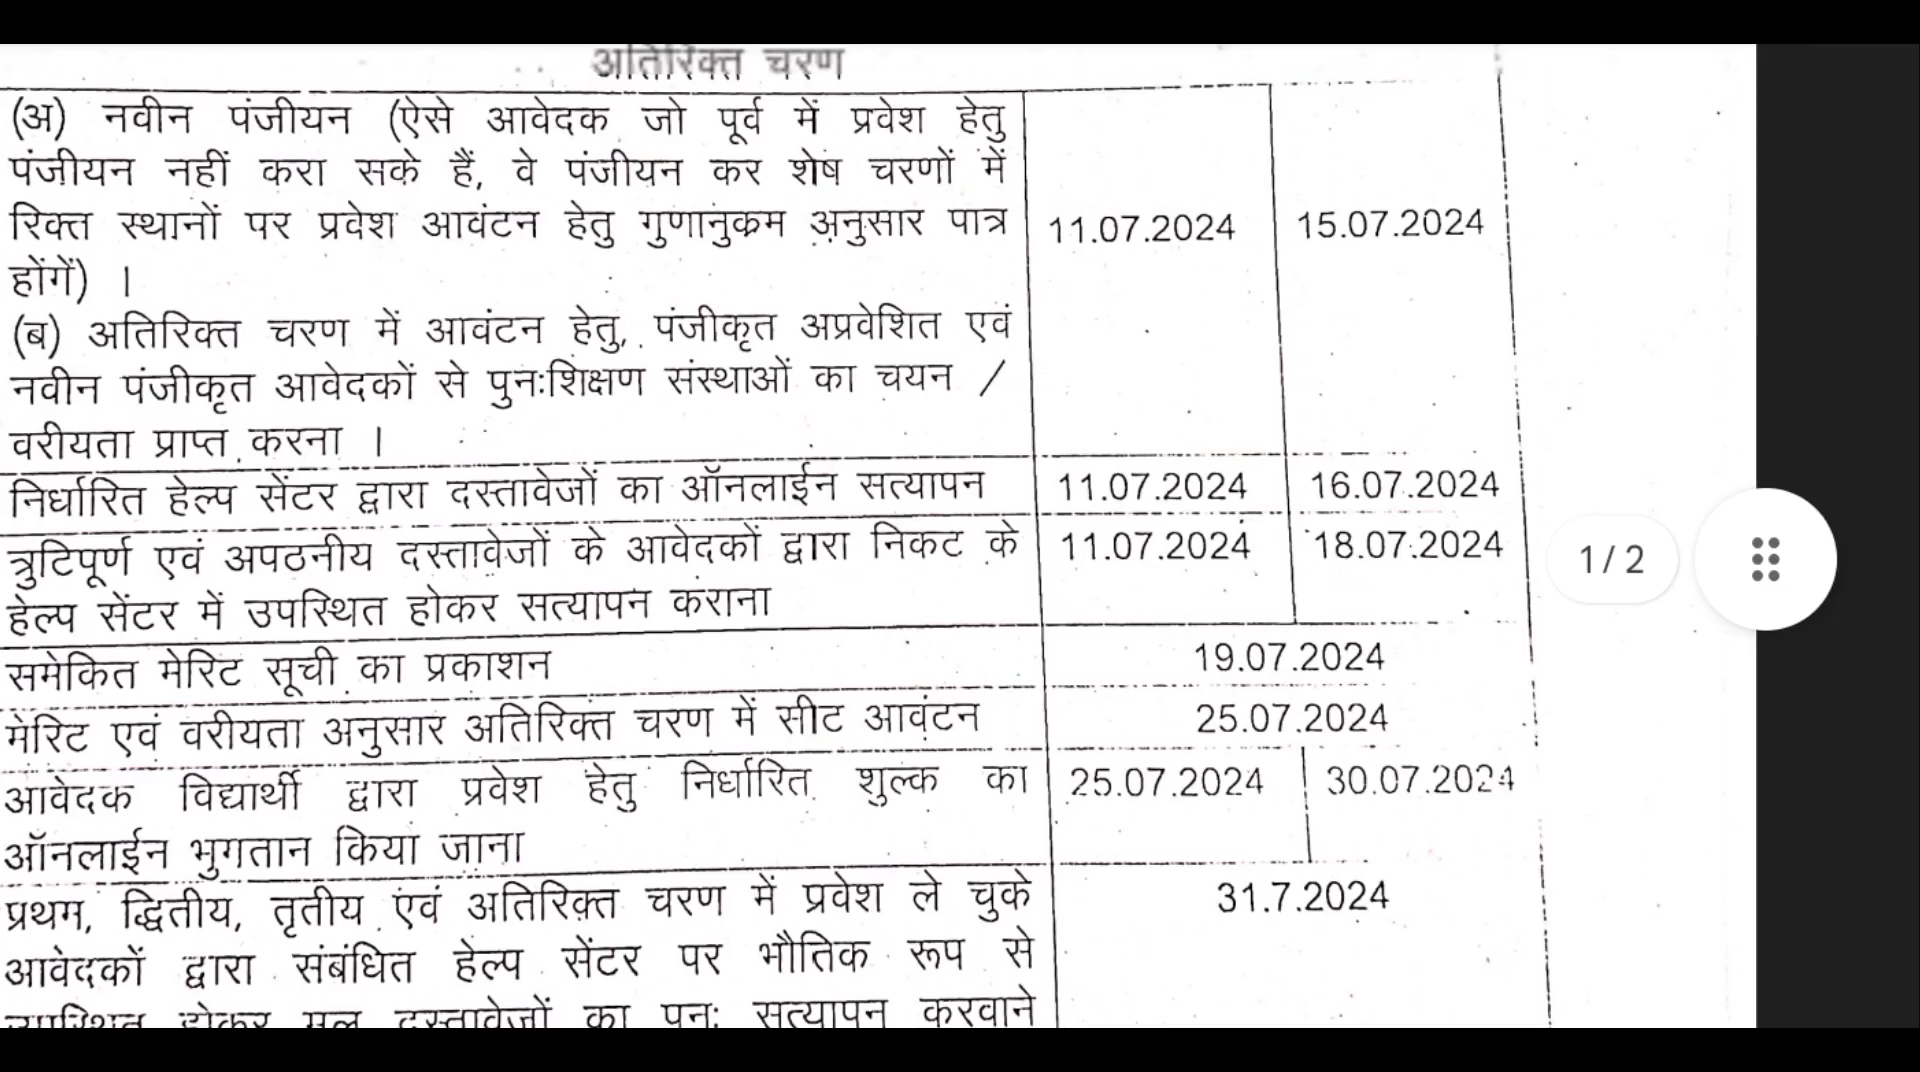 अतिरिक्त चरण
(अ) नवीन पंजीयन (ऐसे आवेदक जो पूर्व में प्रवेश हेतु
पंजीयन नहीं करा सके हैं, वे पंजीयन कर शेष चरणों में
रिक्त स्थानों पर प्रवेश आवंटन हेतु गुणानुक्रम अनुसार पात्र
होंगें) ।
11.07.2024
15.07.2024
(ब) अतिरिक्त चरण में आवंटन हेतु, पंजीकृत अप्रवेशित एवं
नवीन पंजीकृत आवेदकों से पुनःशिक्षण संस्थाओं का चयन /
वरीयता प्राप्त करना ।
निर्धारित हेल्प सेंटर द्वारा दस्तावेजों का ऑनलाईन सत्यापन 11.07.2024 16.07.2024
त्रुटिपूर्ण एवं अपठनीय दस्तावेजों के आवेदकों द्वारा निकट के 11.07.2024 18.07.2024
हेल्प सेंटर में उपस्थित होकर सत्यापन कराना
1/2
समेकित मेरिट सूची का प्रकाशन 19.07.2024
मेरिट एवं वरीयता अनुसार अतिरिक्त चरण में सीट आवंटन 25.07.2024
आवेदक विद्यार्थी द्वारा प्रवेश हेतु निर्धारित शुल्क का 25.07.2024 30.07.2024
ऑनलाईन भुगतान किया जाना
प्रथम, द्धितीय, तृतीय एंवं अतिरिक्त चरण में प्रवेश ले चुके 31.7.2024
आवेदकों द्वारा संबंधित हेल्प सेंटर पर भौतिक रूप से
उपस्थित होकर मूल दस्तावेजों का पुनः सत्यापन करवाने